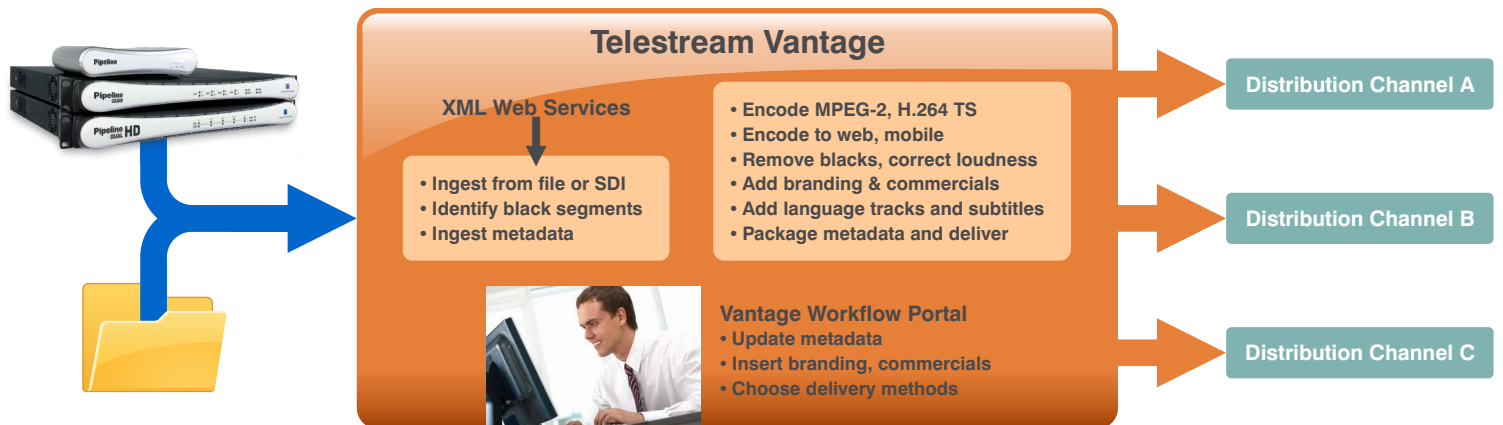 Telestream Vantage
Pipeline
Pipeline
QUAD
Pipeline HD
DUAL
XML Web Services
• Ingest from file or SDI
• Identify black segments
• Ingest metadata
• Encode MPEG-2, H.264 TS
• Encode to web, mobile
• Remove blacks, correct loudness
• Add branding & commercials
• Add language tracks and subtitles
• Package metadata and deliver
Vantage Workflow Portal
• Update metadata
• Insert branding, commercials
• Choose delivery methods
Distribution Channel A
Distribution Channel B
Distribution Channel C